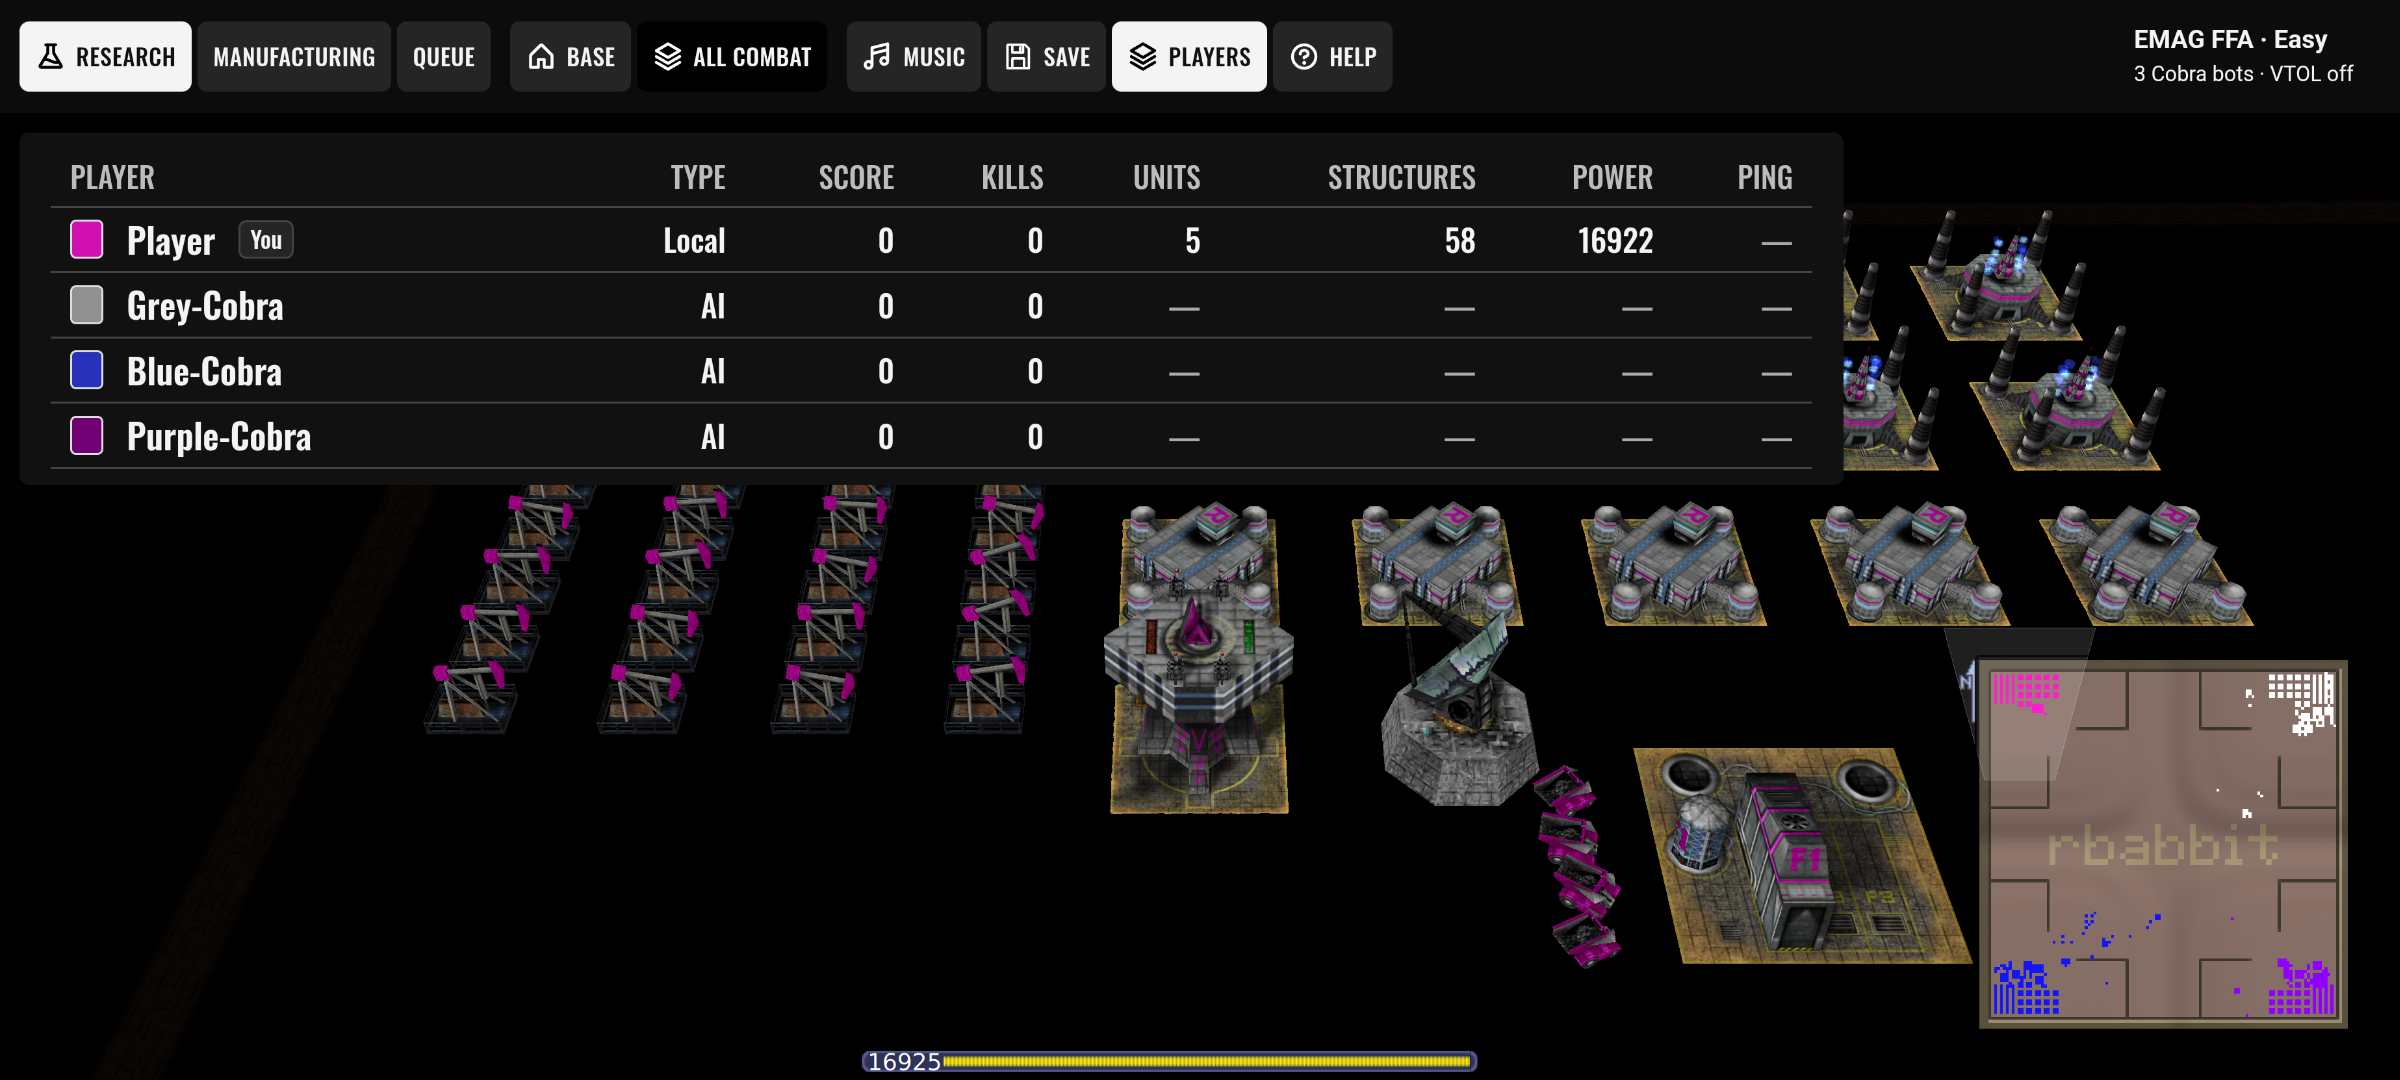 RESEARCH MANUFACTURING QUEUE BASE ALL COMBAT MUSIC SAVE PLAYERS HELP
EMAG FFA · Easy
3 Cobra bots · VTOL off
PLAYER TYPE SCORE KILLS UNITS STRUCTURES POWER PING
Player You Local 0 0 5 58 16922 —
Grey-Cobra AI 0 0 — — — —
Blue-Cobra AI 0 0 — — — —
Purple-Cobra AI 0 0 — — — —
R R R R R
N
rbabbit
F1
F3
16925